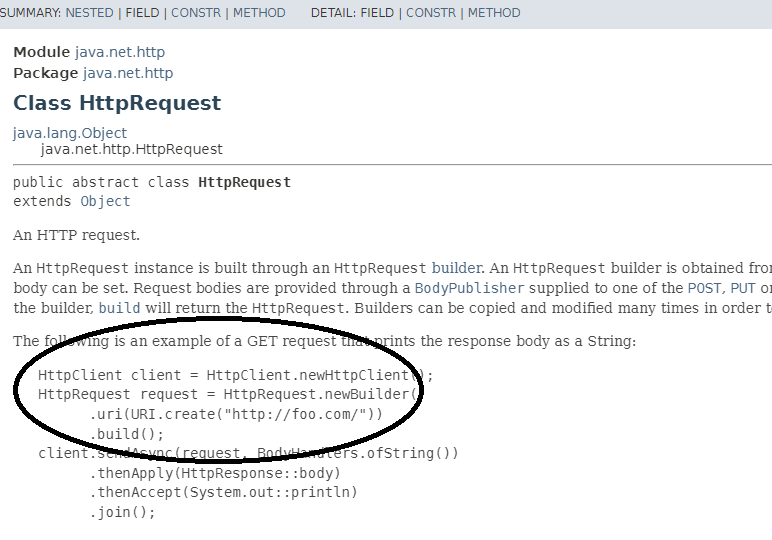 SUMMARY: NESTED | FIELD | CONSTR | METHOD DETAIL: FIELD | CONSTR | METHOD
Module java.net.http
Package java.net.http
Class HttpRequest
java.lang.Object
java.net.http.HttpRequest
public abstract class HttpRequest
extends Object
An HTTP request.
An HttpRequest instance is built through an HttpRequest builder. An HttpRequest builder is obtained from
body can be set. Request bodies are provided through a BodyPublisher supplied to one of the POST, PUT or
the builder, build will return the HttpRequest. Builders can be copied and modified many times in order to
The following is an example of a GET request that prints the response body as a String:
HttpClient client = HttpClient.newHttpClient();
HttpRequest request = HttpRequest.newBuilder(
.uri(URI.create("http://foo.com/"))
.build();
client.sendAsync(request, BodyHandlers.ofString())
.thenApply(HttpResponse::body)
.thenAccept(System.out::println)
.join();